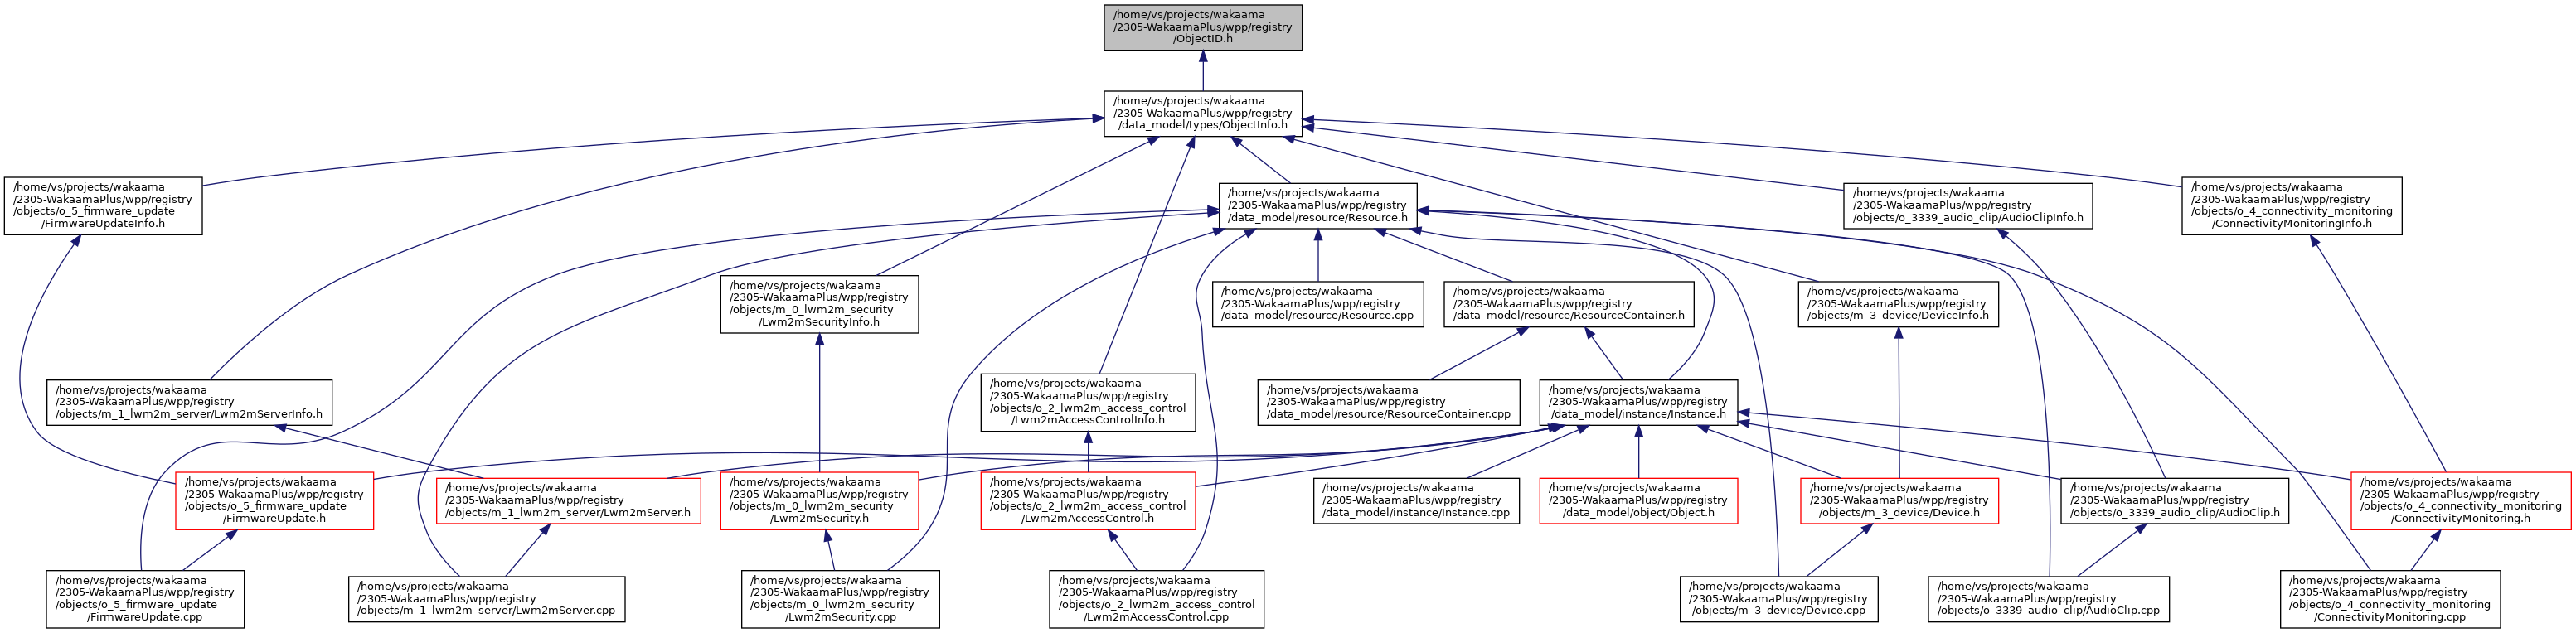 /home/vs/projects/wakaama
/2305-WakaamaPlus/wpp/registry
/ObjectID.h
/home/vs/projects/wakaama
/2305-WakaamaPlus/wpp/registry
/data_model/types/ObjectInfo.h
/home/vs/projects/wakaama
/2305-WakaamaPlus/wpp/registry
/objects/o_5_firmware_update
/FirmwareUpdateInfo.h
/home/vs/projects/wakaama
/2305-WakaamaPlus/wpp/registry
/data_model/resource/Resource.h
/home/vs/projects/wakaama
/2305-WakaamaPlus/wpp/registry
/objects/o_3339_audio_clip/AudioClipInfo.h
/home/vs/projects/wakaama
/2305-WakaamaPlus/wpp/registry
/objects/o_4_connectivity_monitoring
/ConnectivityMonitoringInfo.h
/home/vs/projects/wakaama
/2305-WakaamaPlus/wpp/registry
/objects/m_0_lwm2m_security
/Lwm2mSecurityInfo.h
/home/vs/projects/wakaama
/2305-WakaamaPlus/wpp/registry
/data_model/resource/Resource.cpp
/home/vs/projects/wakaama
/2305-WakaamaPlus/wpp/registry
/data_model/resource/ResourceContainer.h
/home/vs/projects/wakaama
/2305-WakaamaPlus/wpp/registry
/objects/m_3_device/DeviceInfo.h
/home/vs/projects/wakaama
/2305-WakaamaPlus/wpp/registry
/objects/m_1_lwm2m_server/Lwm2mServerInfo.h
/home/vs/projects/wakaama
/2305-WakaamaPlus/wpp/registry
/objects/o_2_lwm2m_access_control
/Lwm2mAccessControlInfo.h
/home/vs/projects/wakaama
/2305-WakaamaPlus/wpp/registry
/data_model/resource/ResourceContainer.cpp
/home/vs/projects/wakaama
/2305-WakaamaPlus/wpp/registry
/data_model/instance/Instance.h
/home/vs/projects/wakaama
/2305-WakaamaPlus/wpp/registry
/objects/o_5_firmware_update
/FirmwareUpdate.h
/home/vs/projects/wakaama
/2305-WakaamaPlus/wpp/registry
/objects/m_1_lwm2m_server/Lwm2mServer.h
/home/vs/projects/wakaama
/2305-WakaamaPlus/wpp/registry
/objects/m_0_lwm2m_security
/Lwm2mSecurity.h
/home/vs/projects/wakaama
/2305-WakaamaPlus/wpp/registry
/objects/o_2_lwm2m_access_control
/Lwm2mAccessControl.h
/home/vs/projects/wakaama
/2305-WakaamaPlus/wpp/registry
/data_model/instance/Instance.cpp
/home/vs/projects/wakaama
/2305-WakaamaPlus/wpp/registry
/data_model/object/Object.h
/home/vs/projects/wakaama
/2305-WakaamaPlus/wpp/registry
/objects/m_3_device/Device.h
/home/vs/projects/wakaama
/2305-WakaamaPlus/wpp/registry
/objects/o_3339_audio_clip/AudioClip.h
/home/vs/projects/wakaama
/2305-WakaamaPlus/wpp/registry
/objects/o_4_connectivity_monitoring
/ConnectivityMonitoring.h
/home/vs/projects/wakaama
/2305-WakaamaPlus/wpp/registry
/objects/o_5_firmware_update
/FirmwareUpdate.cpp
/home/vs/projects/wakaama
/2305-WakaamaPlus/wpp/registry
/objects/m_1_lwm2m_server/Lwm2mServer.cpp
/home/vs/projects/wakaama
/2305-WakaamaPlus/wpp/registry
/objects/m_0_lwm2m_security
/Lwm2mSecurity.cpp
/home/vs/projects/wakaama
/2305-WakaamaPlus/wpp/registry
/objects/o_2_lwm2m_access_control
/Lwm2mAccessControl.cpp
/home/vs/projects/wakaama
/2305-WakaamaPlus/wpp/registry
/objects/m_3_device/Device.cpp
/home/vs/projects/wakaama
/2305-WakaamaPlus/wpp/registry
/objects/o_3339_audio_clip/AudioClip.cpp
/home/vs/projects/wakaama
/2305-WakaamaPlus/wpp/registry
/objects/o_4_connectivity_monitoring
/ConnectivityMonitoring.cpp